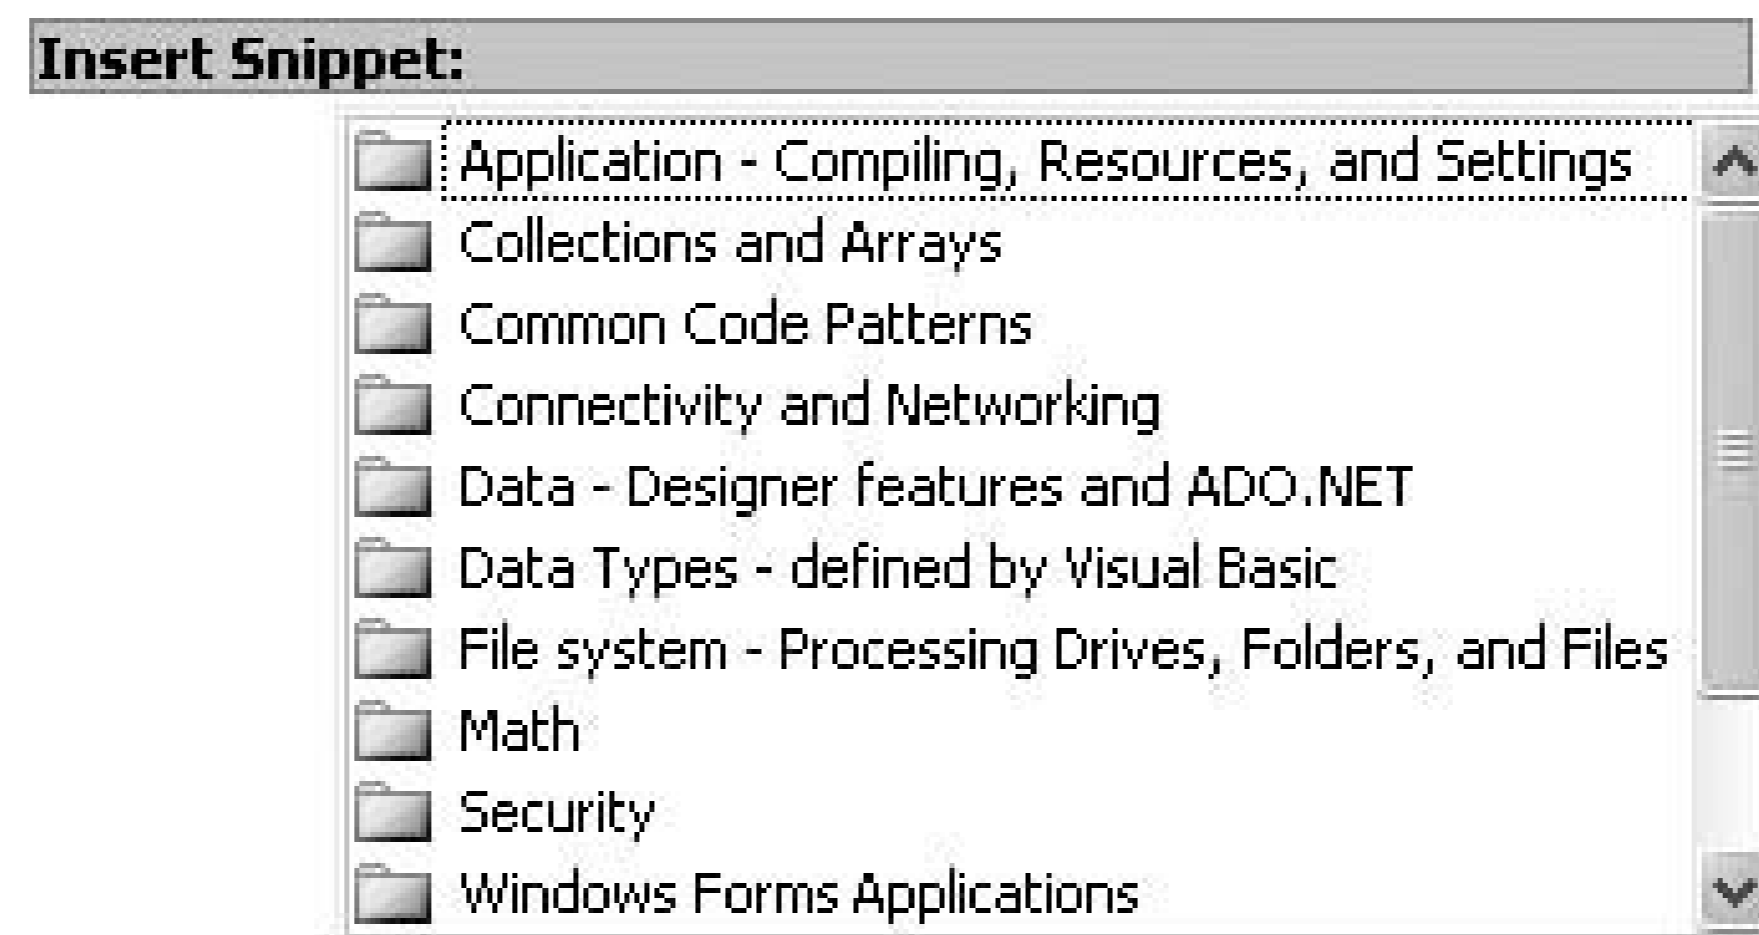 Insert Snippet:
Application - Compiling, Resources, and Settings
Collections and Arrays
Common Code Patterns
Connectivity and Networking
Data - Designer features and ADO.NET
Data Types - defined by Visual Basic
File system - Processing Drives, Folders, and Files
Math
Security
Windows Forms Applications